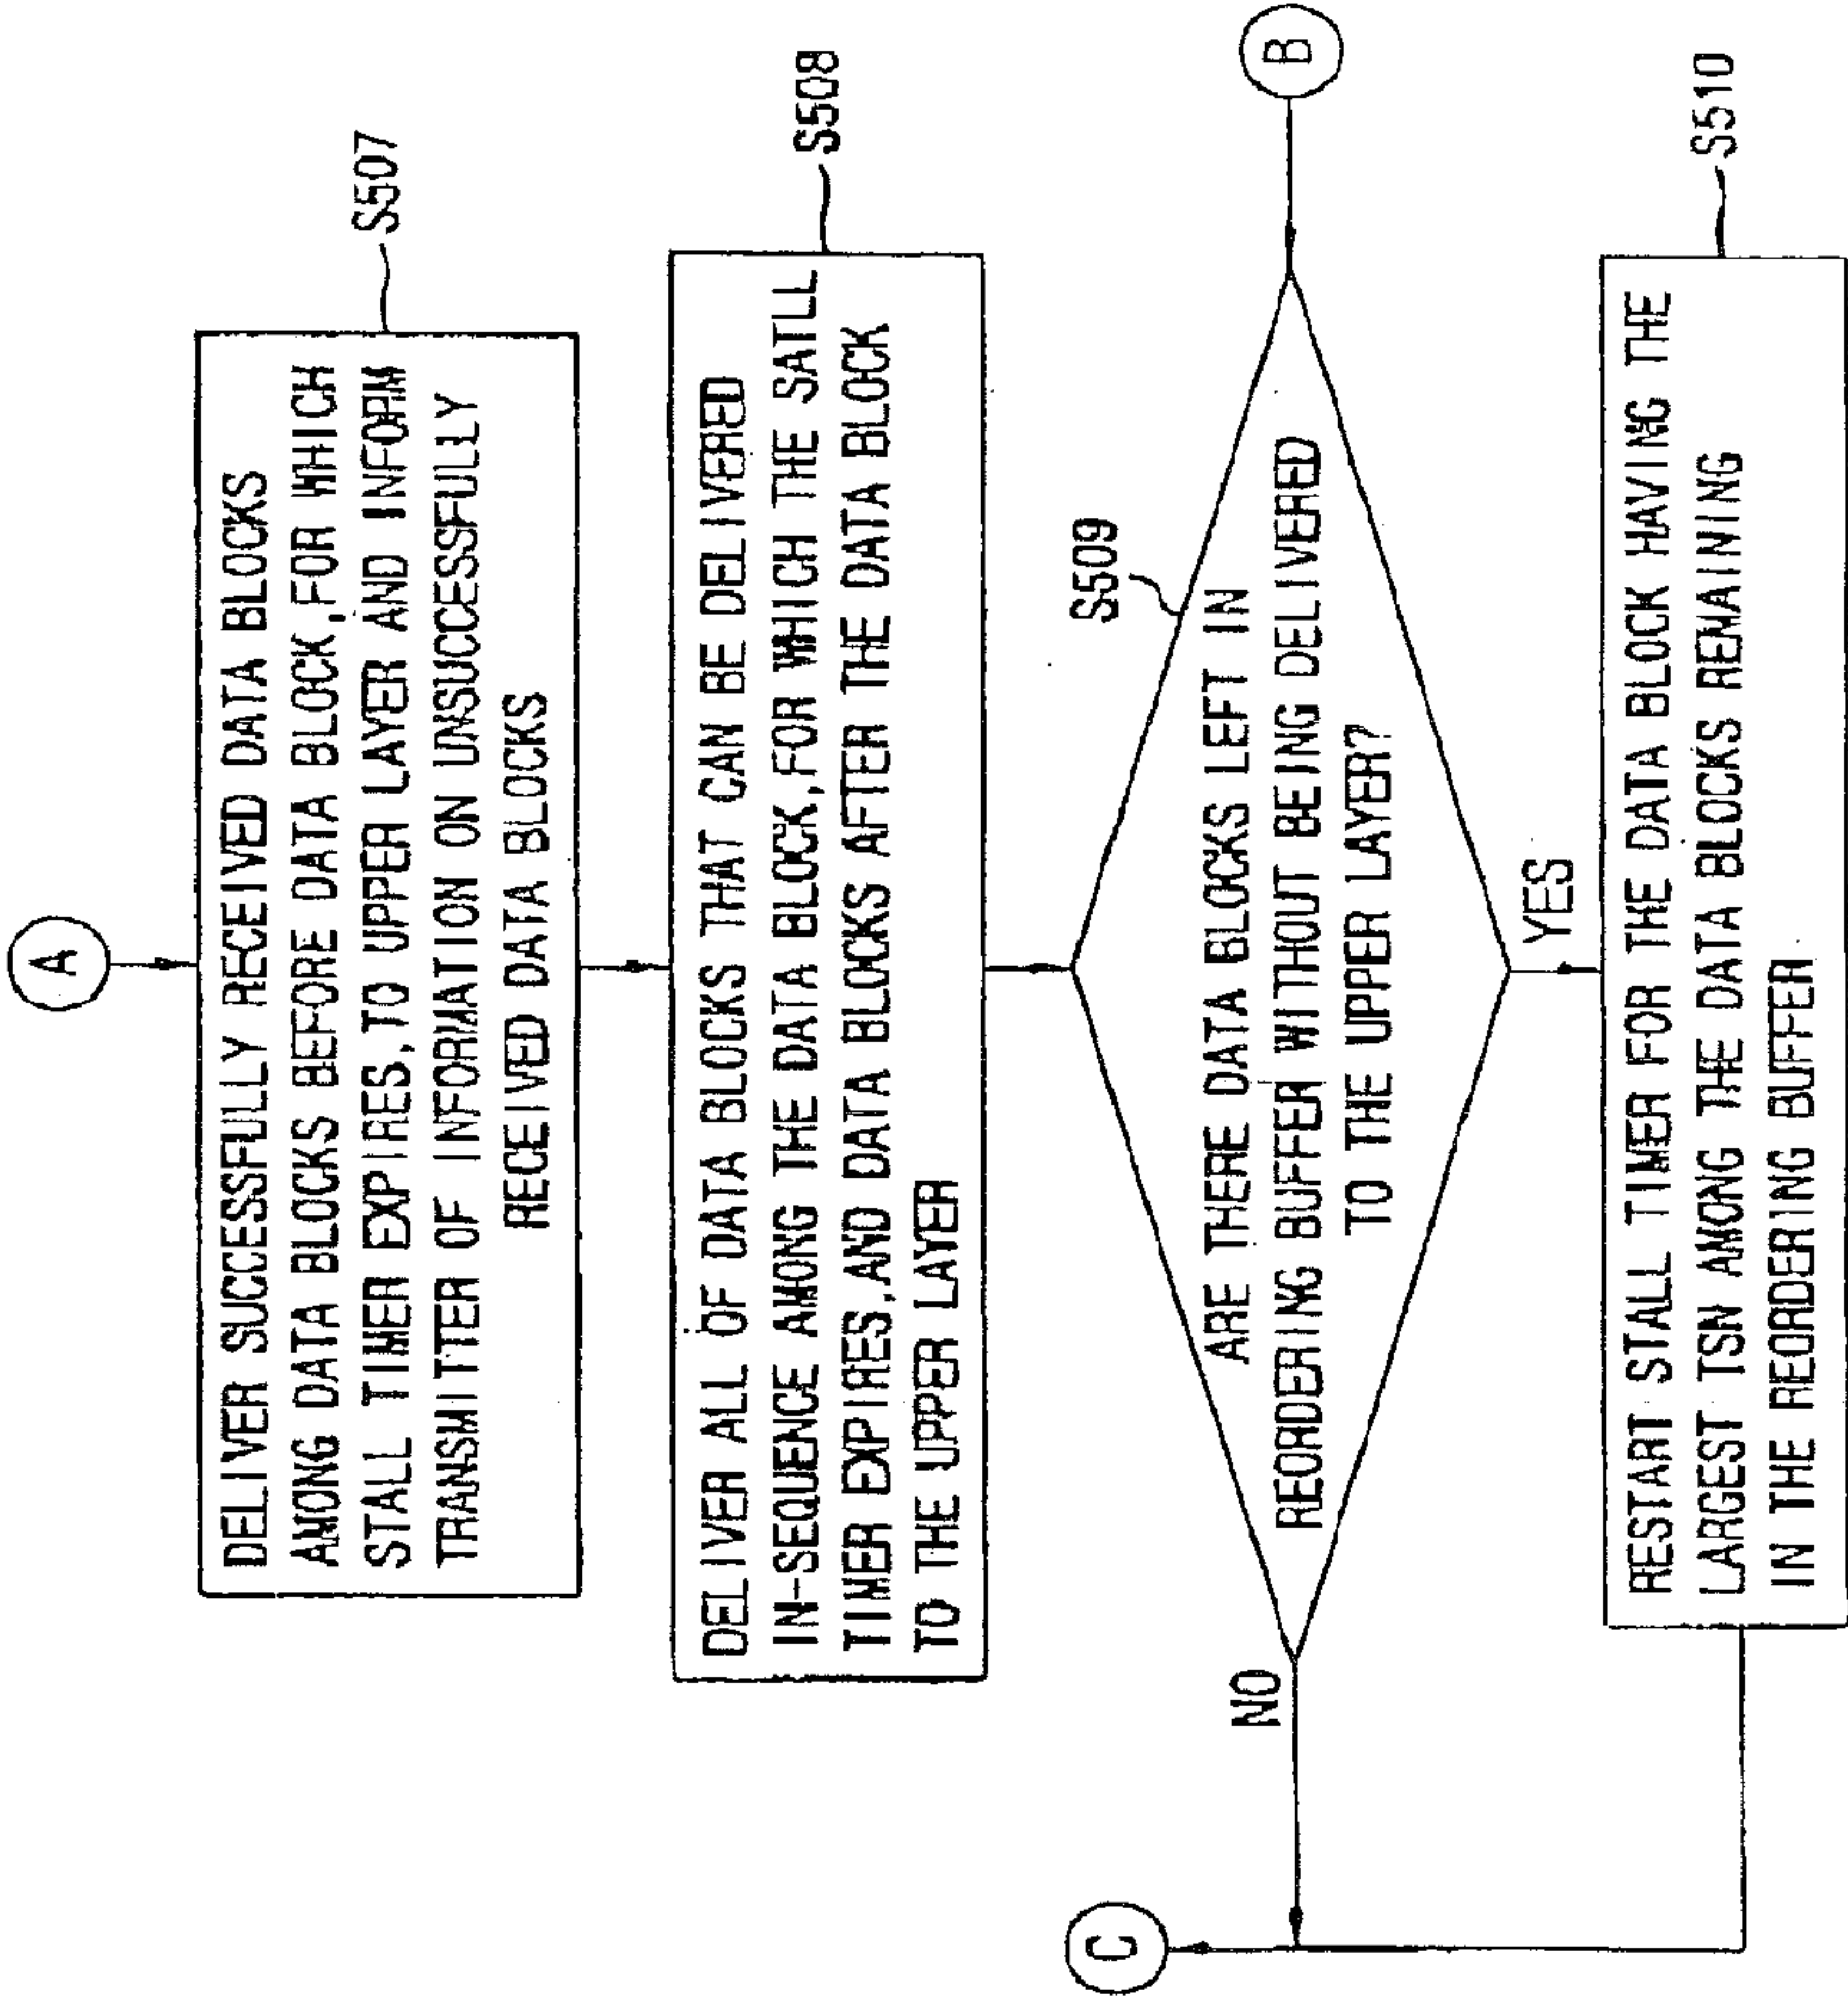 A
DELIVER SUCCESSFULLY RECEIVED DATA BLOCKS
AMONG DATA BLOCKS BEFORE DATA BLOCK, FOR WHICH
STALL TIMER EXPIRES, TO UPPER LAYER AND INFORM
TRANSMITTER OF INFORMATION ON UNSUCCESSFULLY
RECEIVED DATA BLOCKS
S507
DELIVER ALL OF DATA BLOCKS THAT CAN BE DELIVERED
IN-SEQUENCE AMONG THE DATA BLOCK, FOR WHICH THE SATLL
TIMER EXPIRES, AND DATA BLOCKS AFTER THE DATA BLOCK
TO THE UPPER LAYER
S508
S509
ARE THERE DATA BLOCKS LEFT IN
REORDERING BUFFER WITHOUT BEING DELIVERED
TO THE UPPER LAYER?
B
NO
C
YES
RESTART STALL TIMER FOR THE DATA BLOCK HAVING THE
LARGEST TSN AMONG THE DATA BLOCKS REMAINING
IN THE REORDERING BUFFER
S510